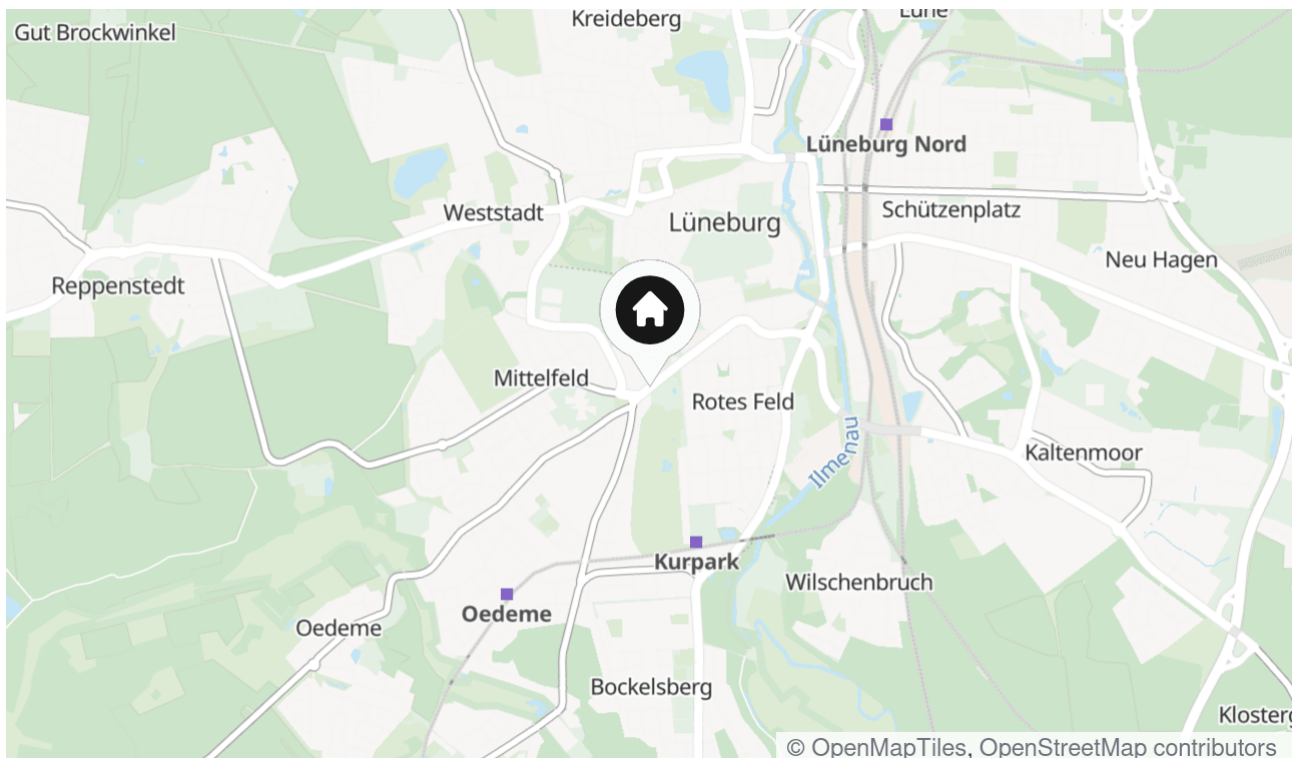 Kreideberg
Lüne
Gut Brockwinkel
Lüneburg Nord
Weststadt
Lüneburg
Schützenplatz
Neu Hagen
Reppenstedt
Mittelfeld
Rotes Feld
Ilmenau
Kaltenmoor
Kurpark
Wilschenbruch
Oedeme
Oedeme
Bockelsberg
Klosterg
© OpenMapTiles, OpenStreetMap contributors